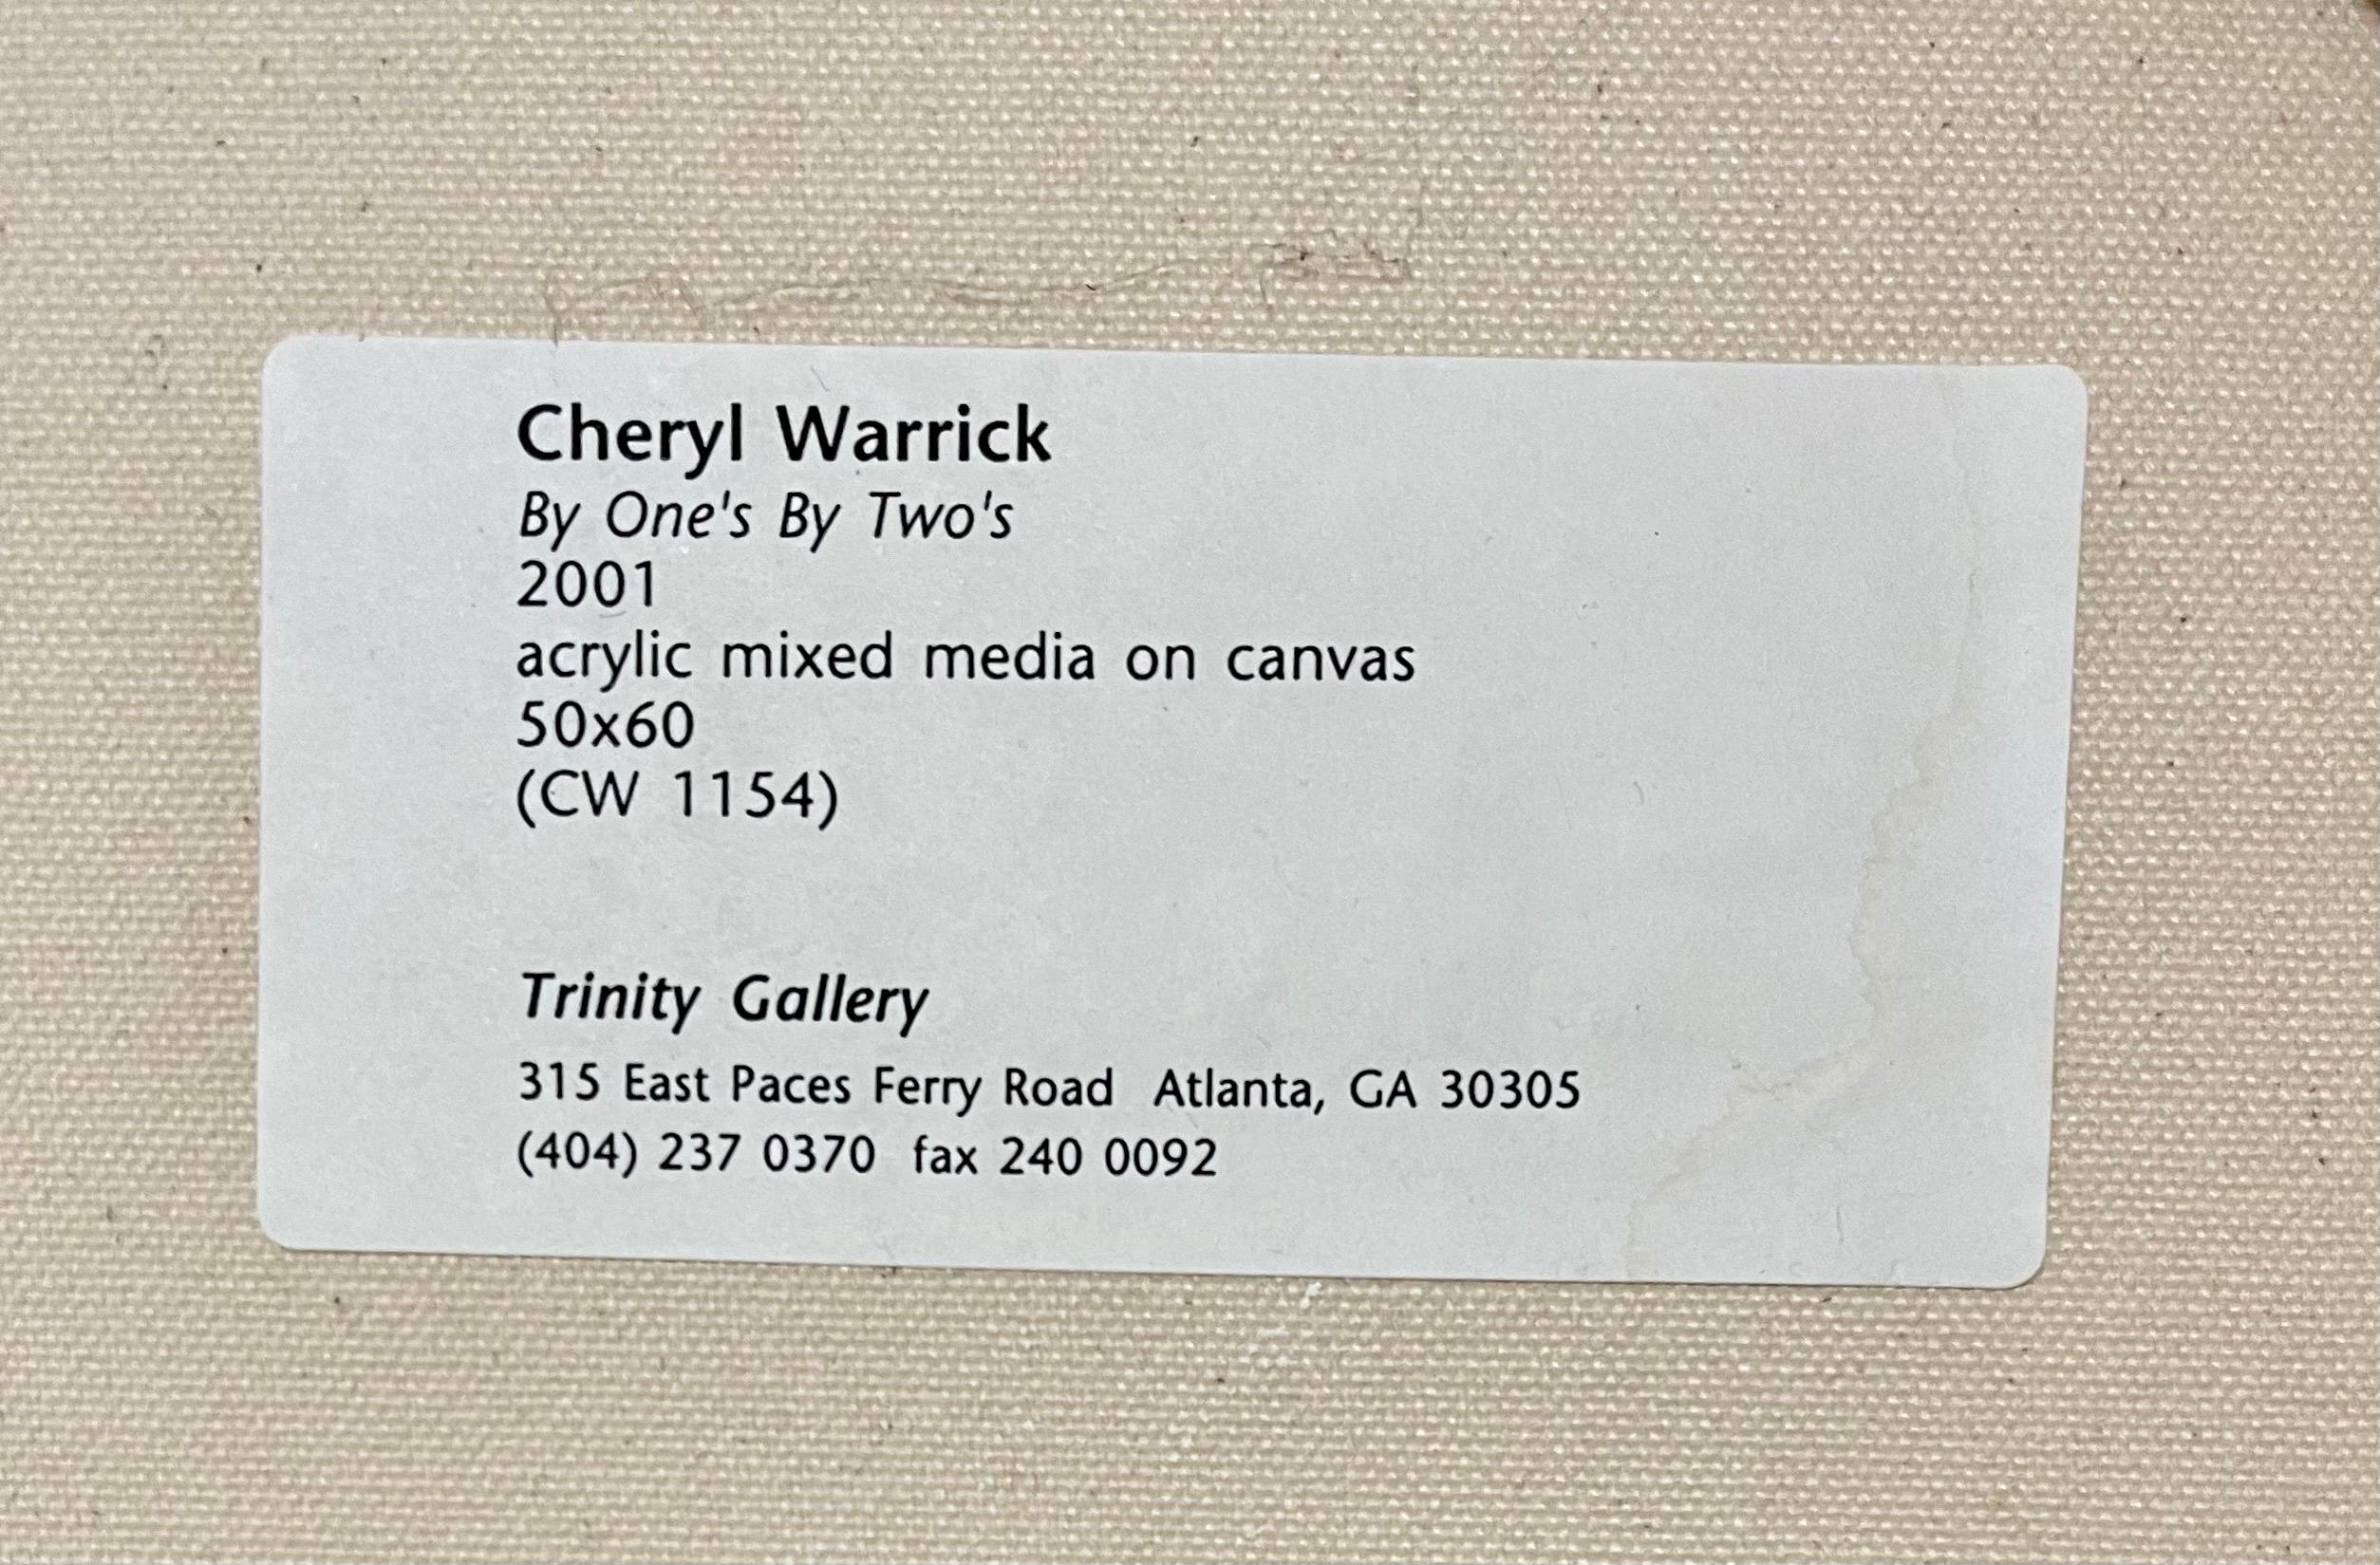 Cheryl Warrick
By One's By Two's
2001
acrylic mixed media on canvas
50x60
(CW 1154)
Trinity Gallery
315 East Paces Ferry Road Atlanta, GA 30305
(404) 237 0370 fax 240 0092